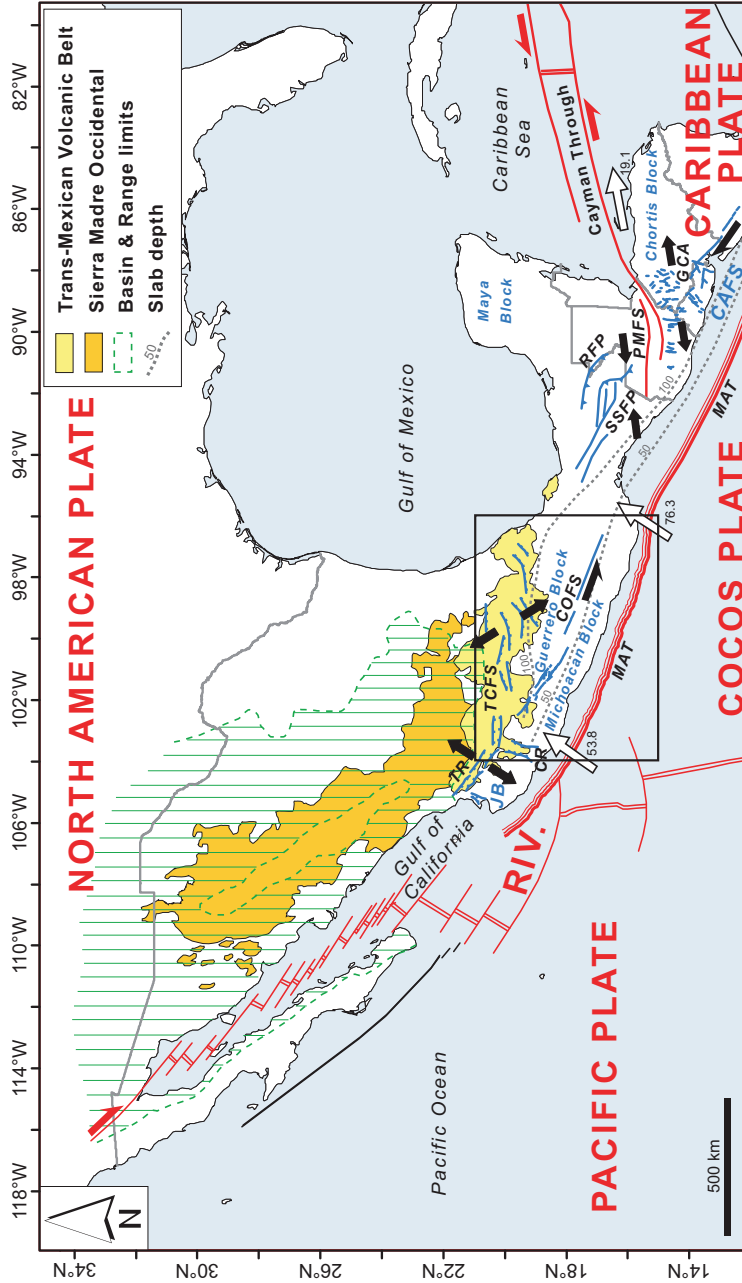 118°W
114°W
110°W
106°W
102°W
98°W
94°W
90°W
86°W
82°W
34°N
30°N
26°N
22°N
18°N
14°N
N
Trans-Mexican Volcanic Belt
Sierra Madre Occidental
Basin & Range limits
50
Slab depth
NORTH AMERICAN PLATE
Gulf of Mexico
Caribbean
Sea
Cayman Through
19.1
Maya
Block
Chortis Block
CARIBBEAN
PLATE
RFP
PMFS
SSFP
GCA
CAFS
100
50
MAT
Gulf of
California
TR
JB
CR
TCFS
100
50
Guerrero Block
COFS
Michoacan Block
MAT
53.8
76.3
RIV.
COCOS PLATE
Pacific Ocean
PACIFIC PLATE
500 km